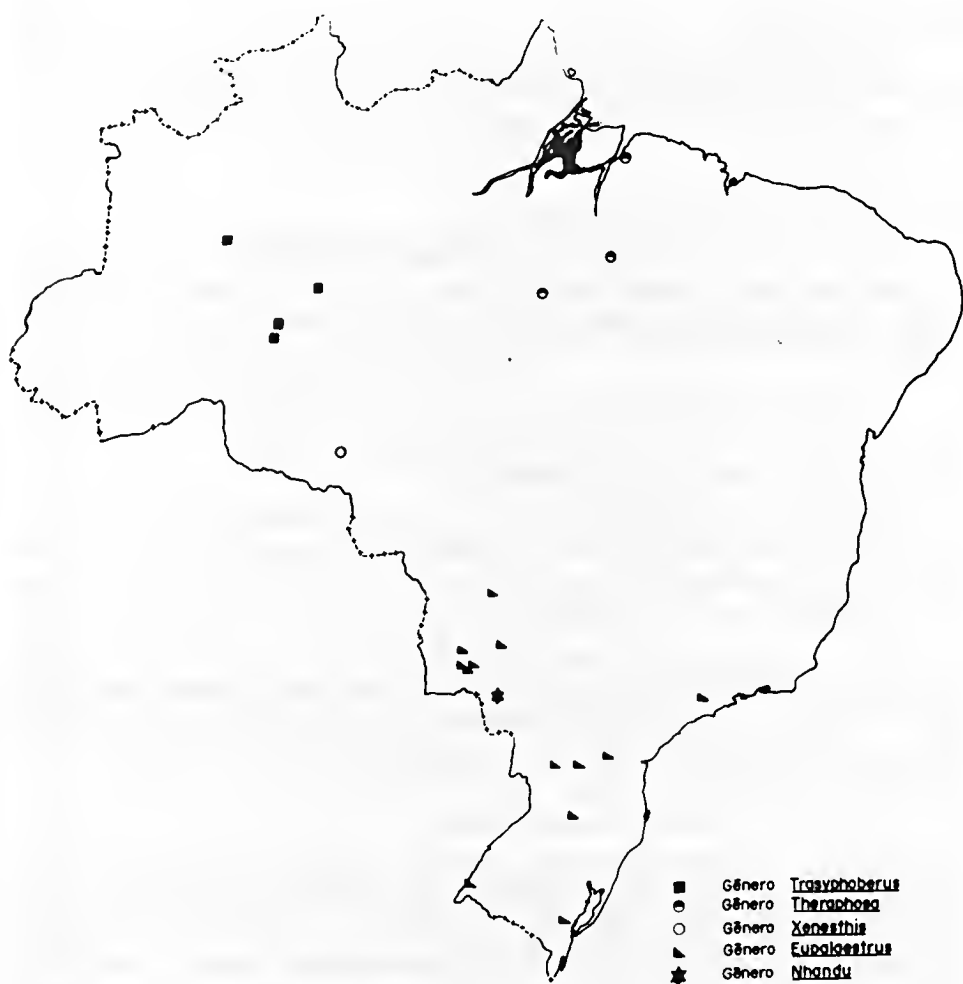 Gênero Trasyphoberus
Gênero Theraphosa
Gênero Xenesthis
Gênero Eupalaestrus
Gênero Nhandu